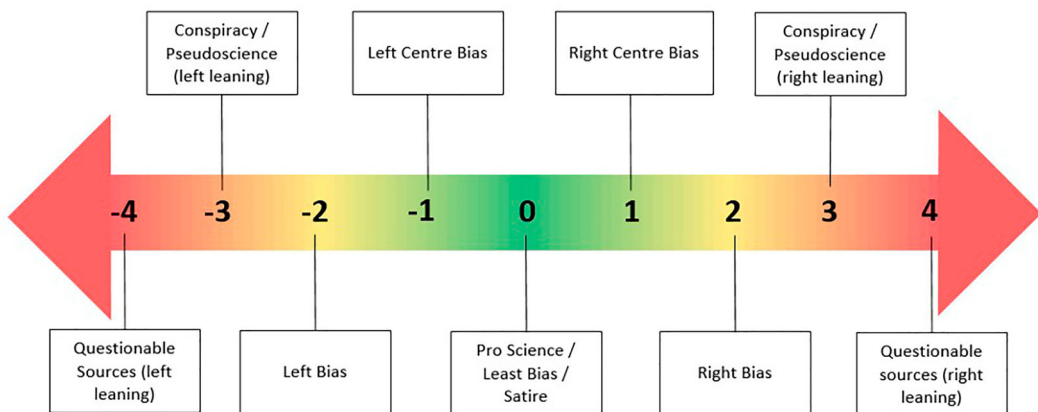 Conspiracy /
Pseudoscience
(left leaning)
Left Centre Bias
Right Centre Bias
Conspiracy /
Pseudoscience
(right leaning)
-4 -3 -2 -1 0 1 2 3 4
Questionable
Sources (left
leaning)
Left Bias
Pro Science /
Least Bias /
Satire
Right Bias
Questionable
sources (right
leaning)